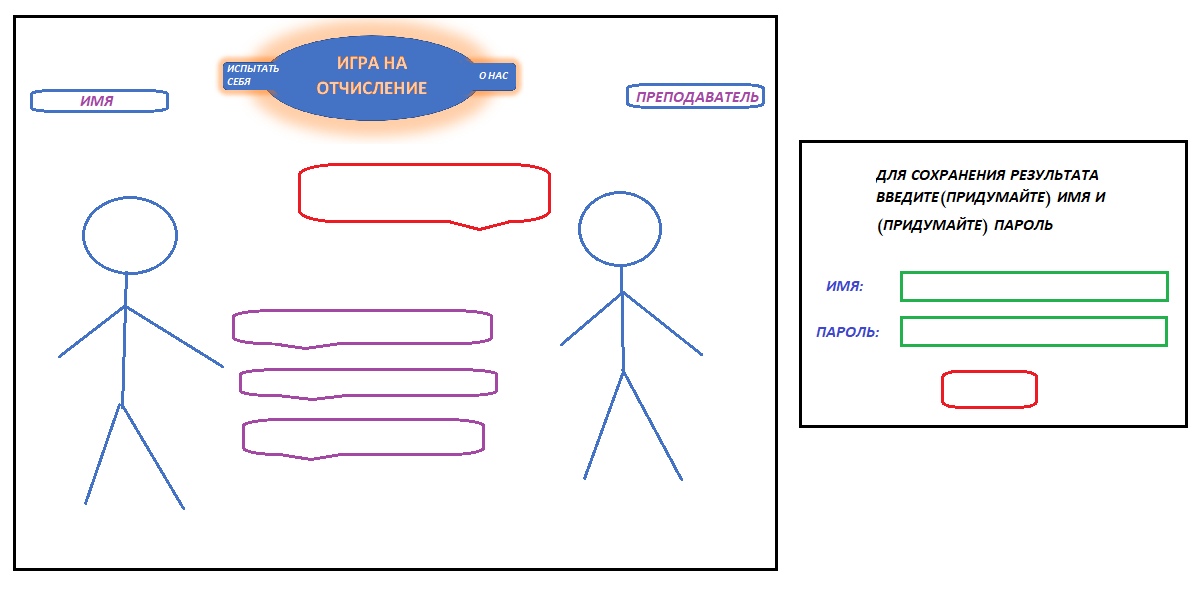 ИГРА НА
ОТЧИСЛЕНИЕ
ИСПЫТАТЬ
СЕБЯ
О НАС
ИМЯ
ПРЕПОДАВАТЕЛЬ
ДЛЯ СОХРАНЕНИЯ РЕЗУЛЬТАТА
ВВЕДИТЕ(ПРИДУМАЙТЕ) ИМЯ И
(ПРИДУМАЙТЕ) ПАРОЛЬ
ИМЯ:
ПАРОЛЬ: